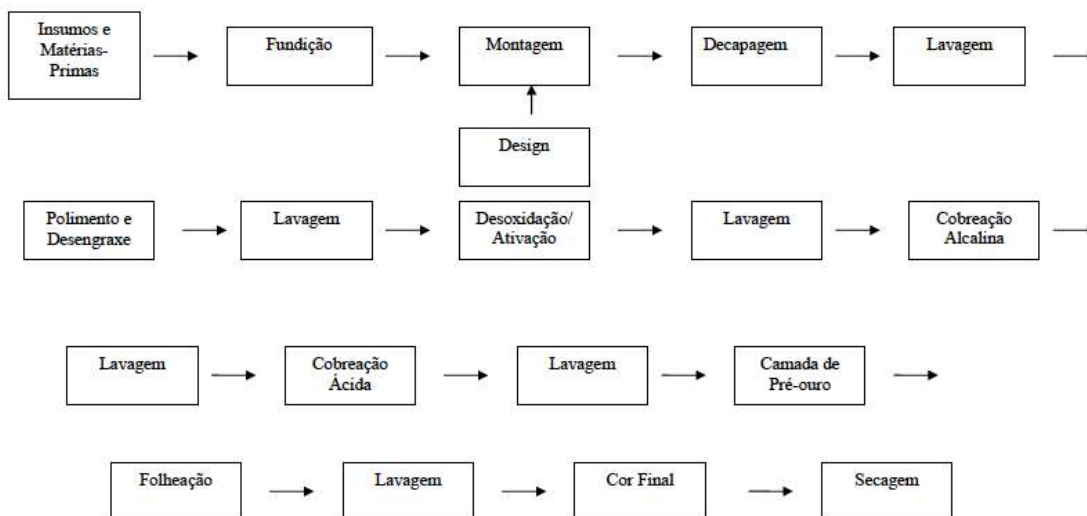 Insumos e
Matérias-
Primas
Fundição
Montagem
Decapagem
Lavagem
Design
Polimento e
Desengraxe
Lavagem
Desoxidação/
Ativação
Lavagem
Cobreação
Alcalina
Lavagem
Cobreação
Ácida
Lavagem
Camada de
Pré-ouro
Folheação
Lavagem
Cor Final
Secagem